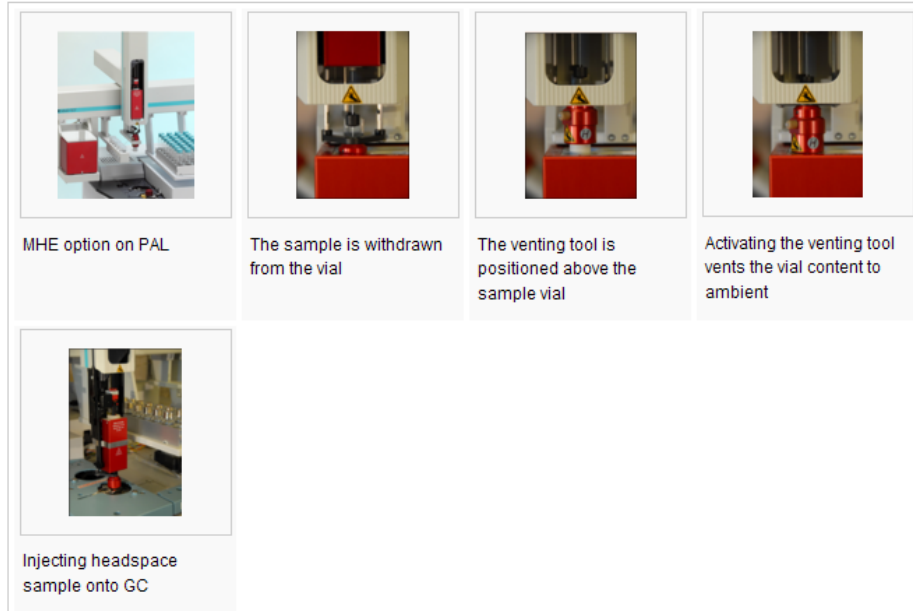 MHE option on PAL
The sample is withdrawn
from the vial
The venting tool is
positioned above the
sample vial
Activating the venting tool
vents the vial content to
ambient
Injecting headspace
sample onto GC